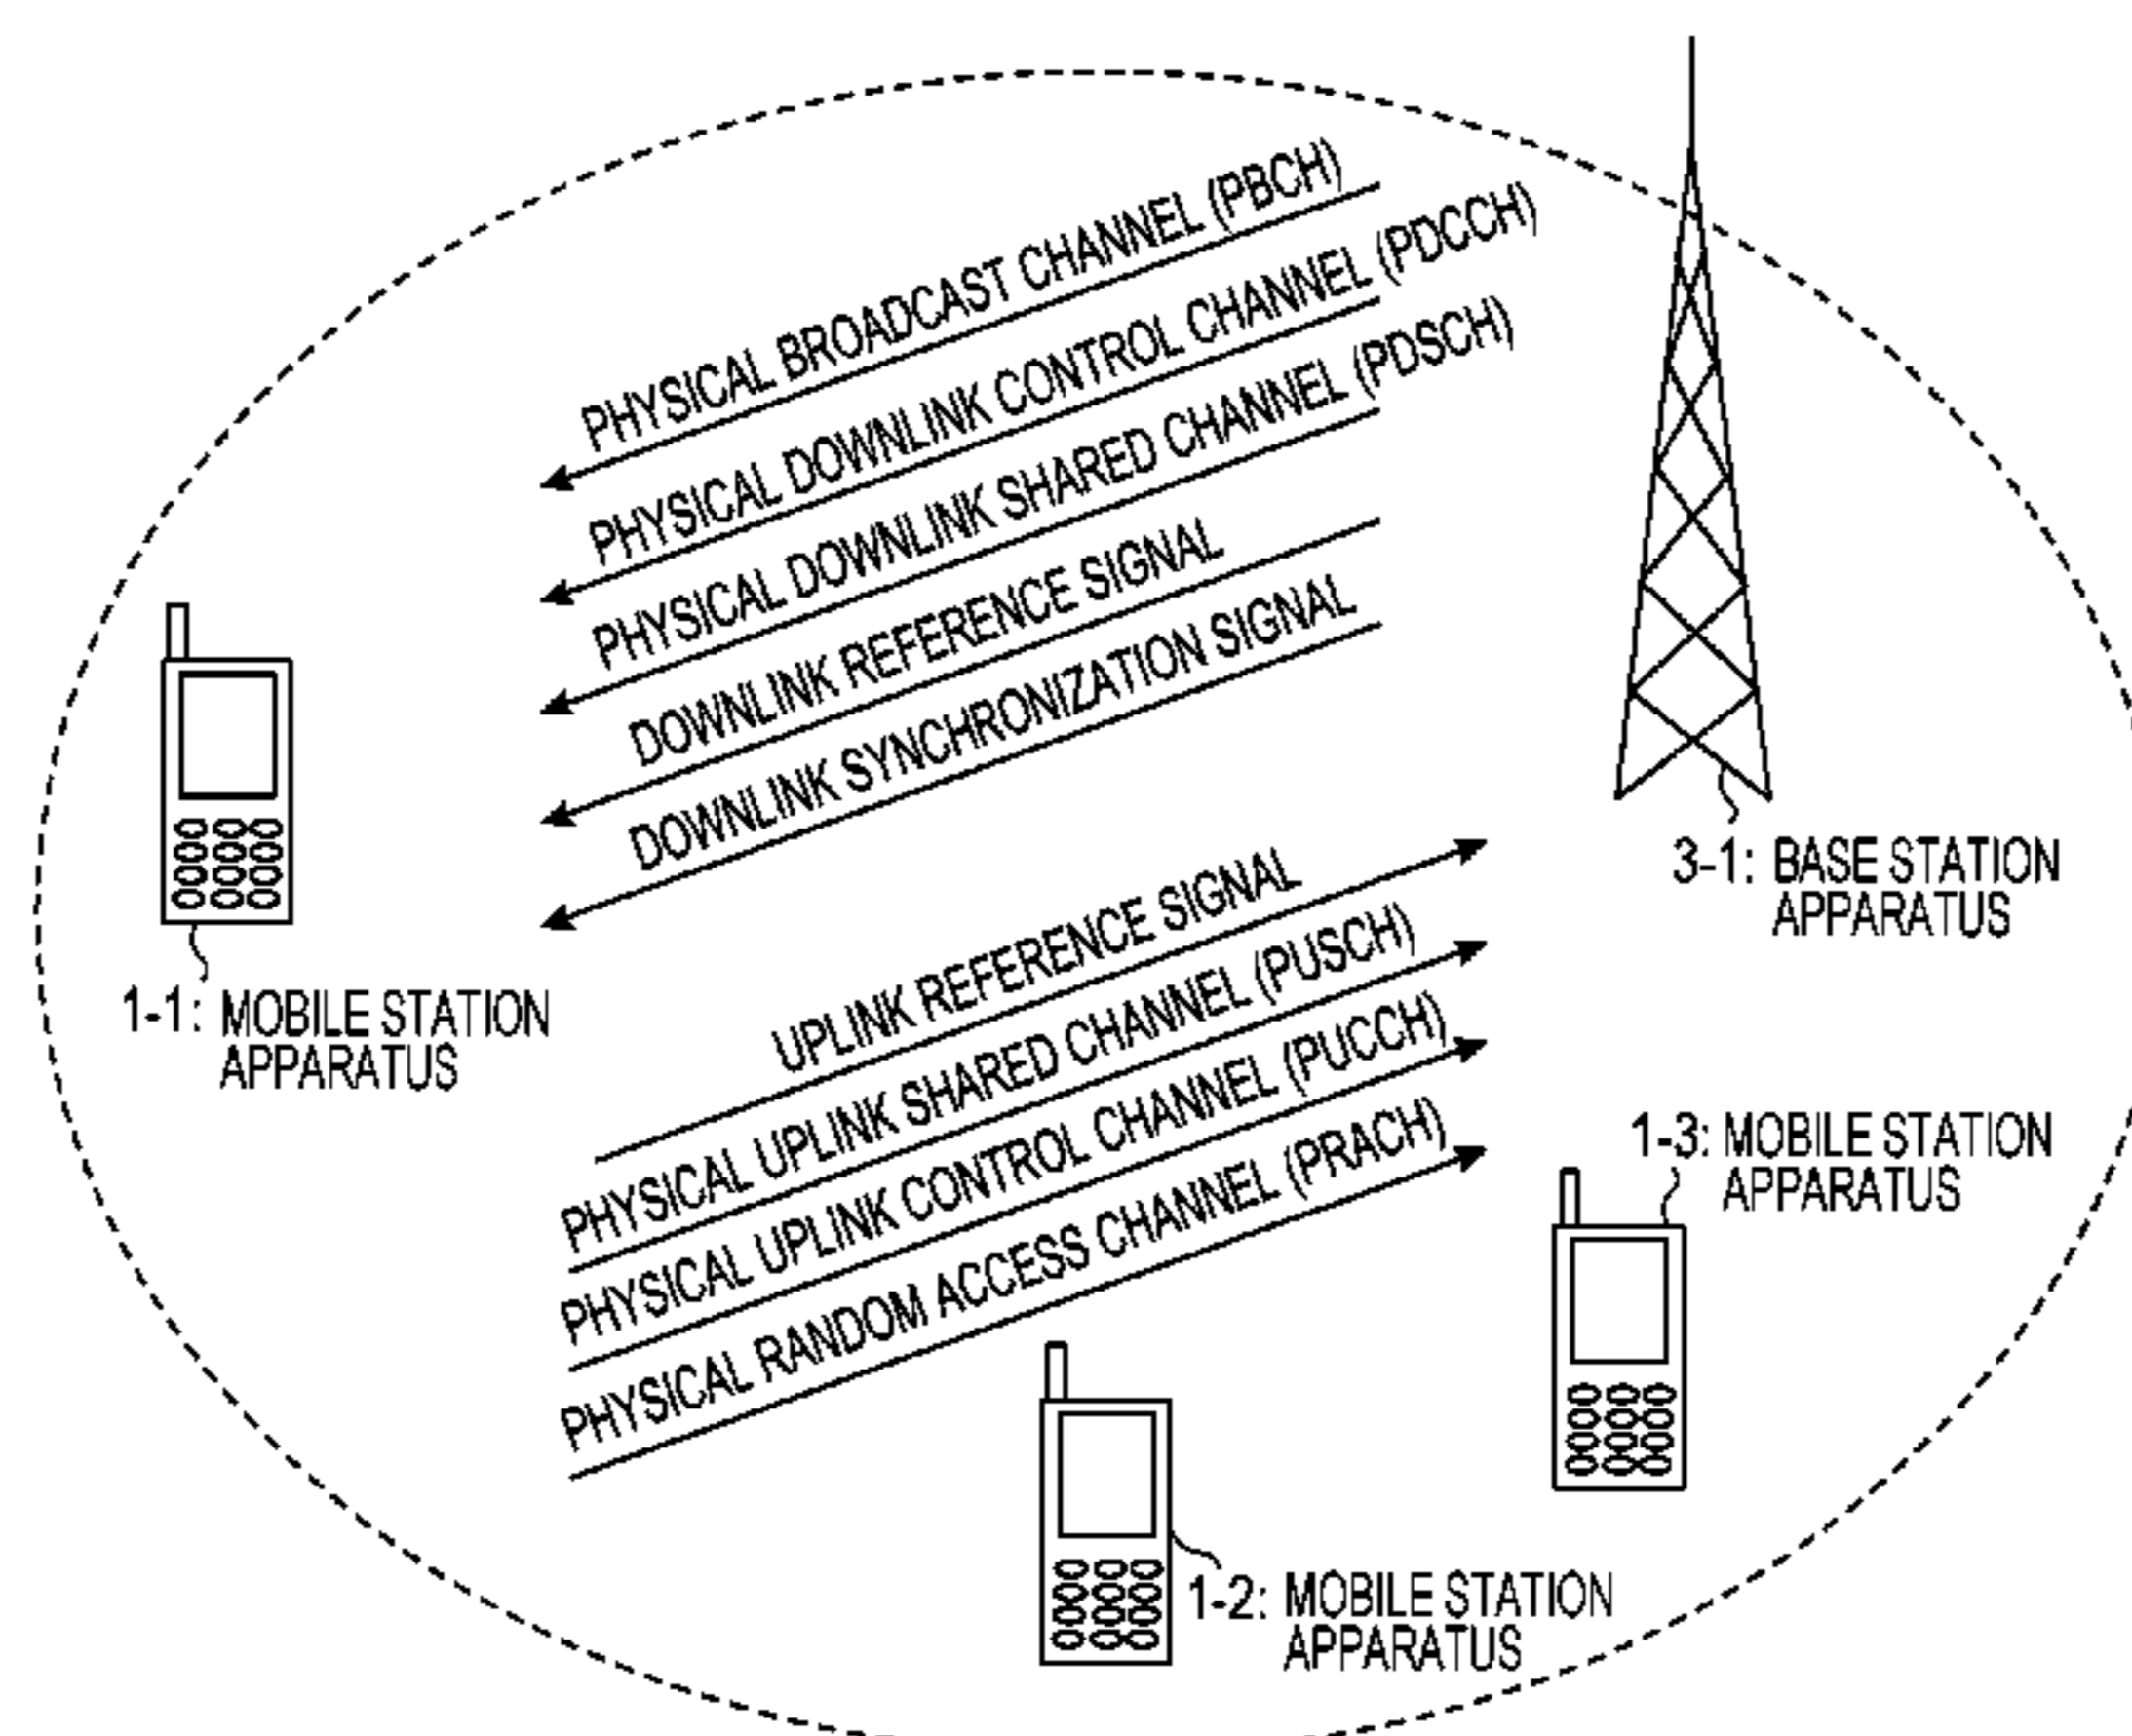 PHYSICAL BROADCAST CHANNEL (PBCH)
PHYSICAL DOWNLINK CONTROL CHANNEL (PDCCH)
PHYSICAL DOWNLINK SHARED CHANNEL (PDSCH)
DOWNLINK REFERENCE SIGNAL
DOWNLINK SYNCHRONIZATION SIGNAL
3-1: BASE STATION
APPARATUS
1-1: MOBILE STATION
APPARATUS
UPLINK REFERENCE SIGNAL
PHYSICAL UPLINK SHARED CHANNEL (PUSCH)
PHYSICAL UPLINK CONTROL CHANNEL (PUCCH)
PHYSICAL RANDOM ACCESS CHANNEL (PRACH)
1-3: MOBILE STATION
APPARATUS
1-2: MOBILE STATION
APPARATUS